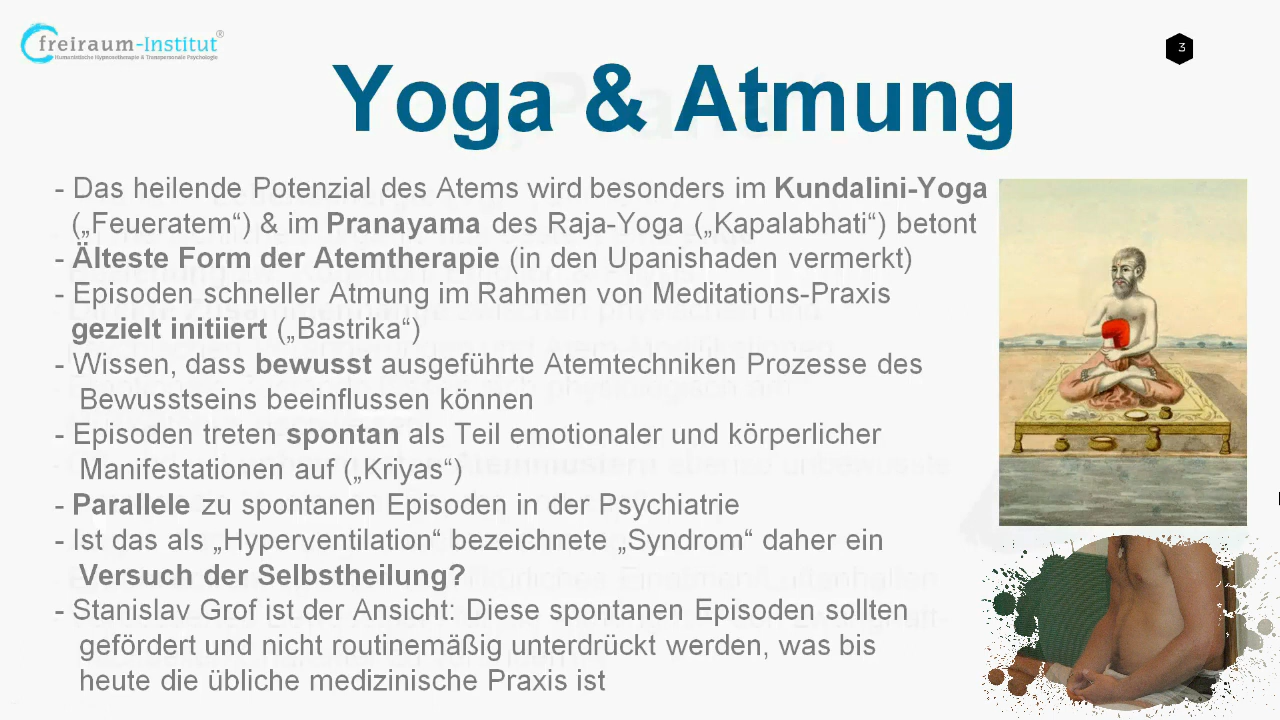 freiraum-Institut®
Humanistische Hypnosetherapie & Transpersonale Psychologie
3
Yoga & Atmung
- Das heilende Potenzial des Atems wird besonders im Kundalini-Yoga
(„Feueratem“) & im Pranayama des Raja-Yoga („Kapalabhati“) betont
- Älteste Form der Atemtherapie (in den Upanishaden vermerkt)
- Episoden schneller Atmung im Rahmen von Meditations-Praxis
gezielt initiiert („Bastrika“)
- Wissen, dass bewusst ausgeführte Atemtechniken Prozesse des
Bewusstseins beeinflussen können
- Episoden treten spontan als Teil emotionaler und körperlicher
Manifestationen auf („Kriyas“)
- Parallele zu spontanen Episoden in der Psychiatrie
- Ist das als „Hyperventilation“ bezeichnete „Syndrom“ daher ein
Versuch der Selbstheilung?
- Stanislav Grof ist der Ansicht: Diese spontanen Episoden sollten
gefördert und nicht routinemäßig unterdrückt werden, was bis
heute die übliche medizinische Praxis ist